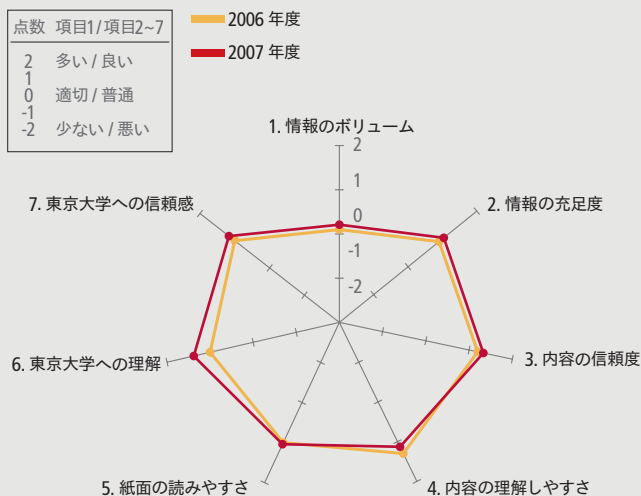 点数 項目1/項目2~7
2 多い / 良い
1
0 適切 / 普通
-1
-2 少ない / 悪い
2006 年度
2007 年度
1. 情報のボリューム
2
1
0
-1
-2
2. 情報の充足度
3. 内容の信頼度
4. 内容の理解しやすさ
5. 紙面の読みやすさ
6. 東京大学への理解
7. 東京大学への信頼感